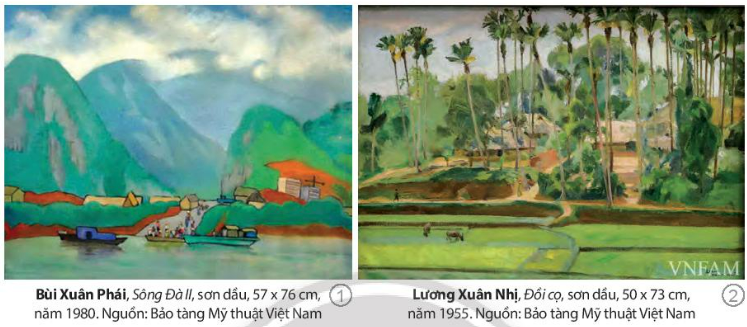 Bùi Xuân Phái, Sông Đà II, sơn dầu, 57 x 76 cm,
năm 1980. Nguồn: Bảo tàng Mỹ thuật Việt Nam
1
VNFAM
Lương Xuân Nhị, Đồi cọ, sơn dầu, 50 x 73 cm,
năm 1955. Nguồn: Bảo tàng Mỹ thuật Việt Nam
2